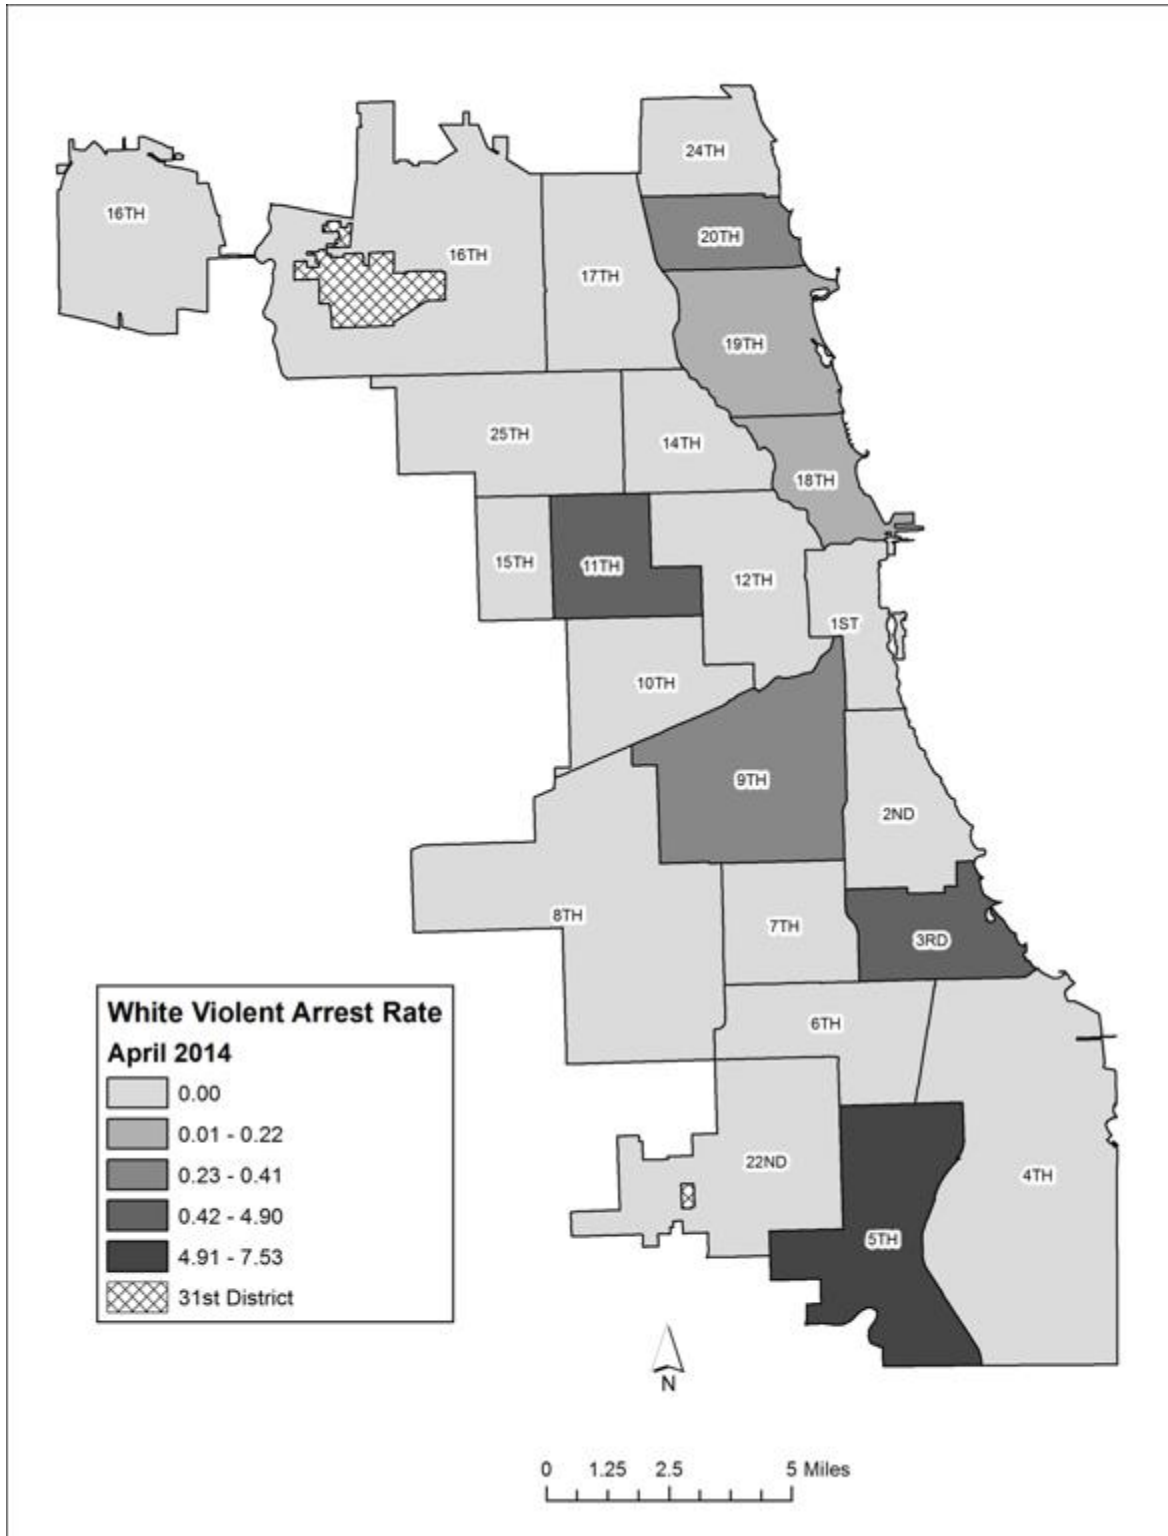 24TH
16TH
20TH
16TH
17TH
19TH
25TH
14TH
18TH
15TH
11TH
12TH
1ST
10TH
9TH
2ND
8TH
7TH
3RD
6TH
22ND
4TH
5TH
White Violent Arrest Rate
April 2014
0.00
0.01 - 0.22
0.23 - 0.41
0.42 - 4.90
4.91 - 7.53
31st District
N
0 1.25 2.5 5 Miles